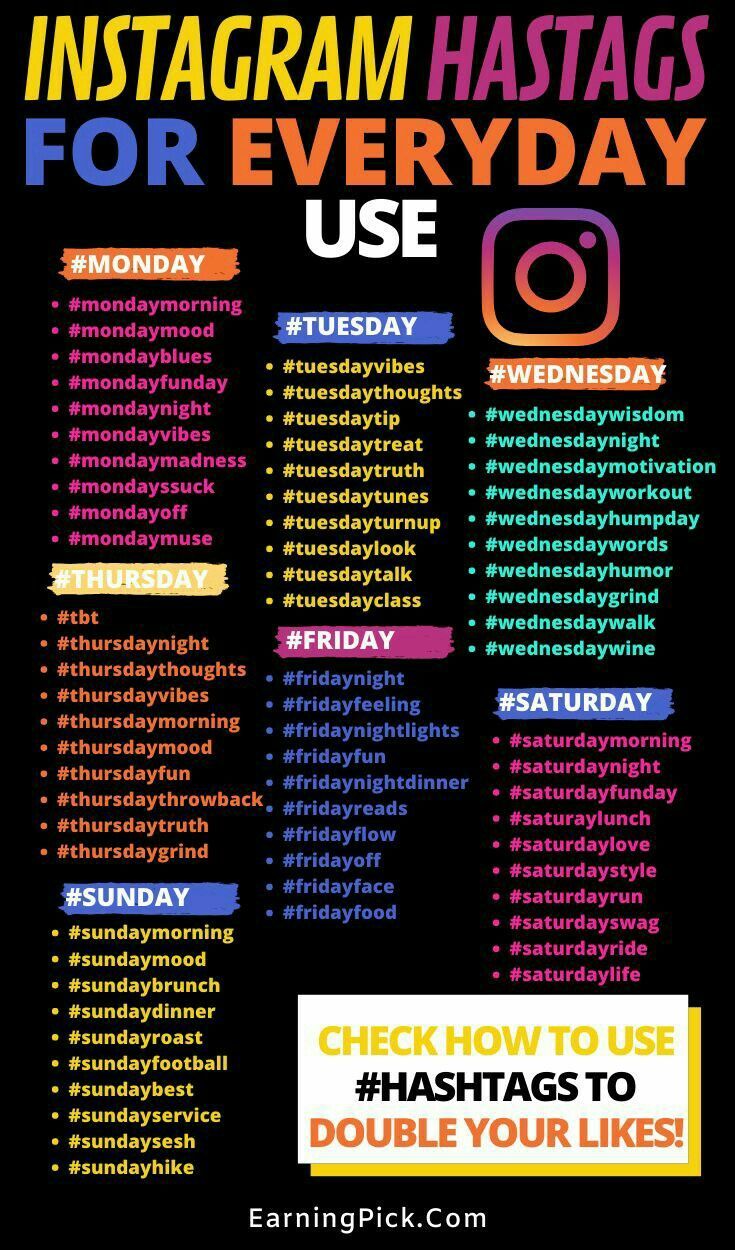 INSTAGRAM HASTAGS
FOR EVERYDAY
USE
#MONDAY
#mondaymorning
#mondaymood
#mondayblues
#mondayfunday
#mondaynight
#mondayvibes
#mondaymadness
#mondayssuck
#mondayoff
#mondaymuse
#TUESDAY
#tuesdayvibes
#tuesdaythoughts
#tuesdaytip
#tuesdaytreat
#tuesdaytruth
#tuesdaytunes
#tuesdayturnup
#tuesdaylook
#tuesdaytalk
#tuesdayclass
#WEDNESDAY
#wednesdaywisdom
#wednesdaynight
#wednesdaymotivation
#wednesdayworkout
#wednesdayhumpday
#wednesdaywords
#wednesdayhumor
#wednesdaygrind
#wednesdaywalk
#wednesdaywine
#THURSDAY
#tbt
#thursdaynight
#thursdaythoughts
#thursdayvibes
#thursdaymorning
#thursdaymood
#thursdayfun
#thursdaythrowback
#thursdaytruth
#thursdaygrind
#FRIDAY
#fridaynight
#fridayfeeling
#fridaynightlights
#fridayfun
#fridaynightdinner
#fridayreads
#fridayflow
#fridayoff
#fridayface
#fridayfood
#SATURDAY
#saturdaymorning
#saturdaynight
#saturdayfunday
#saturaylunch
#saturdaylove
#saturdaystyle
#saturdayrun
#saturdayswag
#saturdayride
#saturdaylife
#SUNDAY
#sundaymorning
#sundaymood
#sundaybrunch
#sundaydinner
#sundayroast
#sundayfootball
#sundaybest
#sundayservice
#sundaysesh
#sundayhike
CHECK HOW TO USE
#HASHTAGS TO
DOUBLE YOUR LIKES!
EarningPick.Com